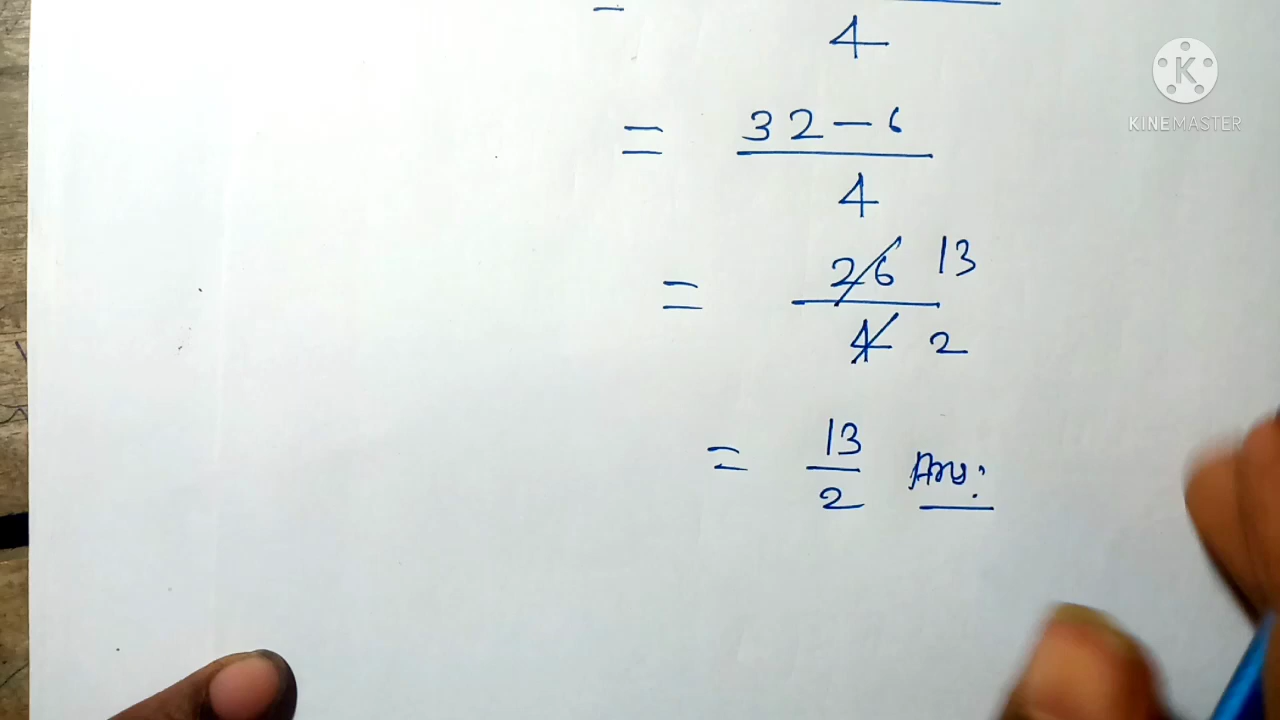 =
4
= 32 - 6
4
= 26 13
4 2
= 13
2 Ans:
K
KINEMASTER